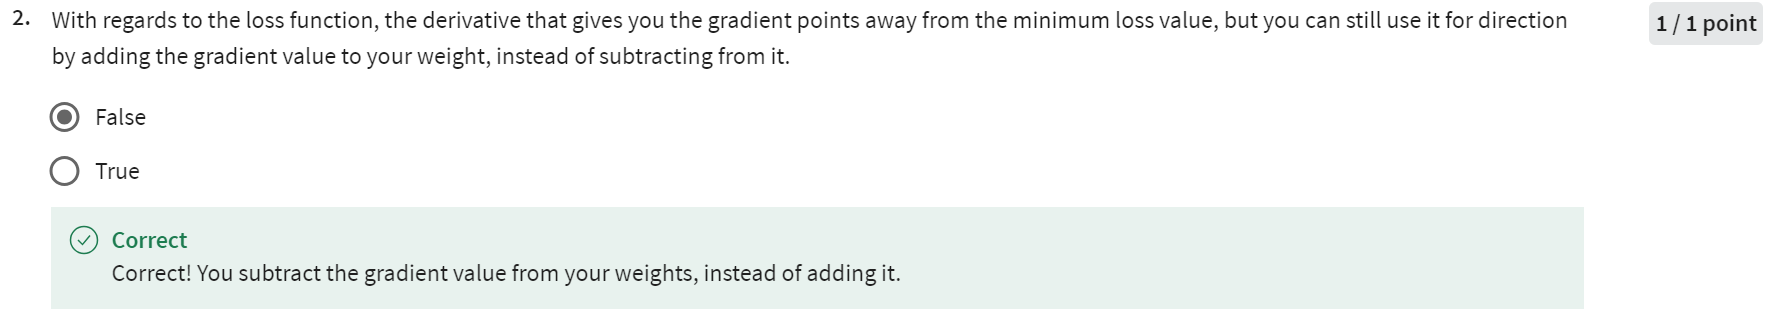 2. With regards to the loss function, the derivative that gives you the gradient points away from the minimum loss value, but you can still use it for direction
by adding the gradient value to your weight, instead of subtracting from it.
1 / 1 point
False
True
Correct
Correct! You subtract the gradient value from your weights, instead of adding it.